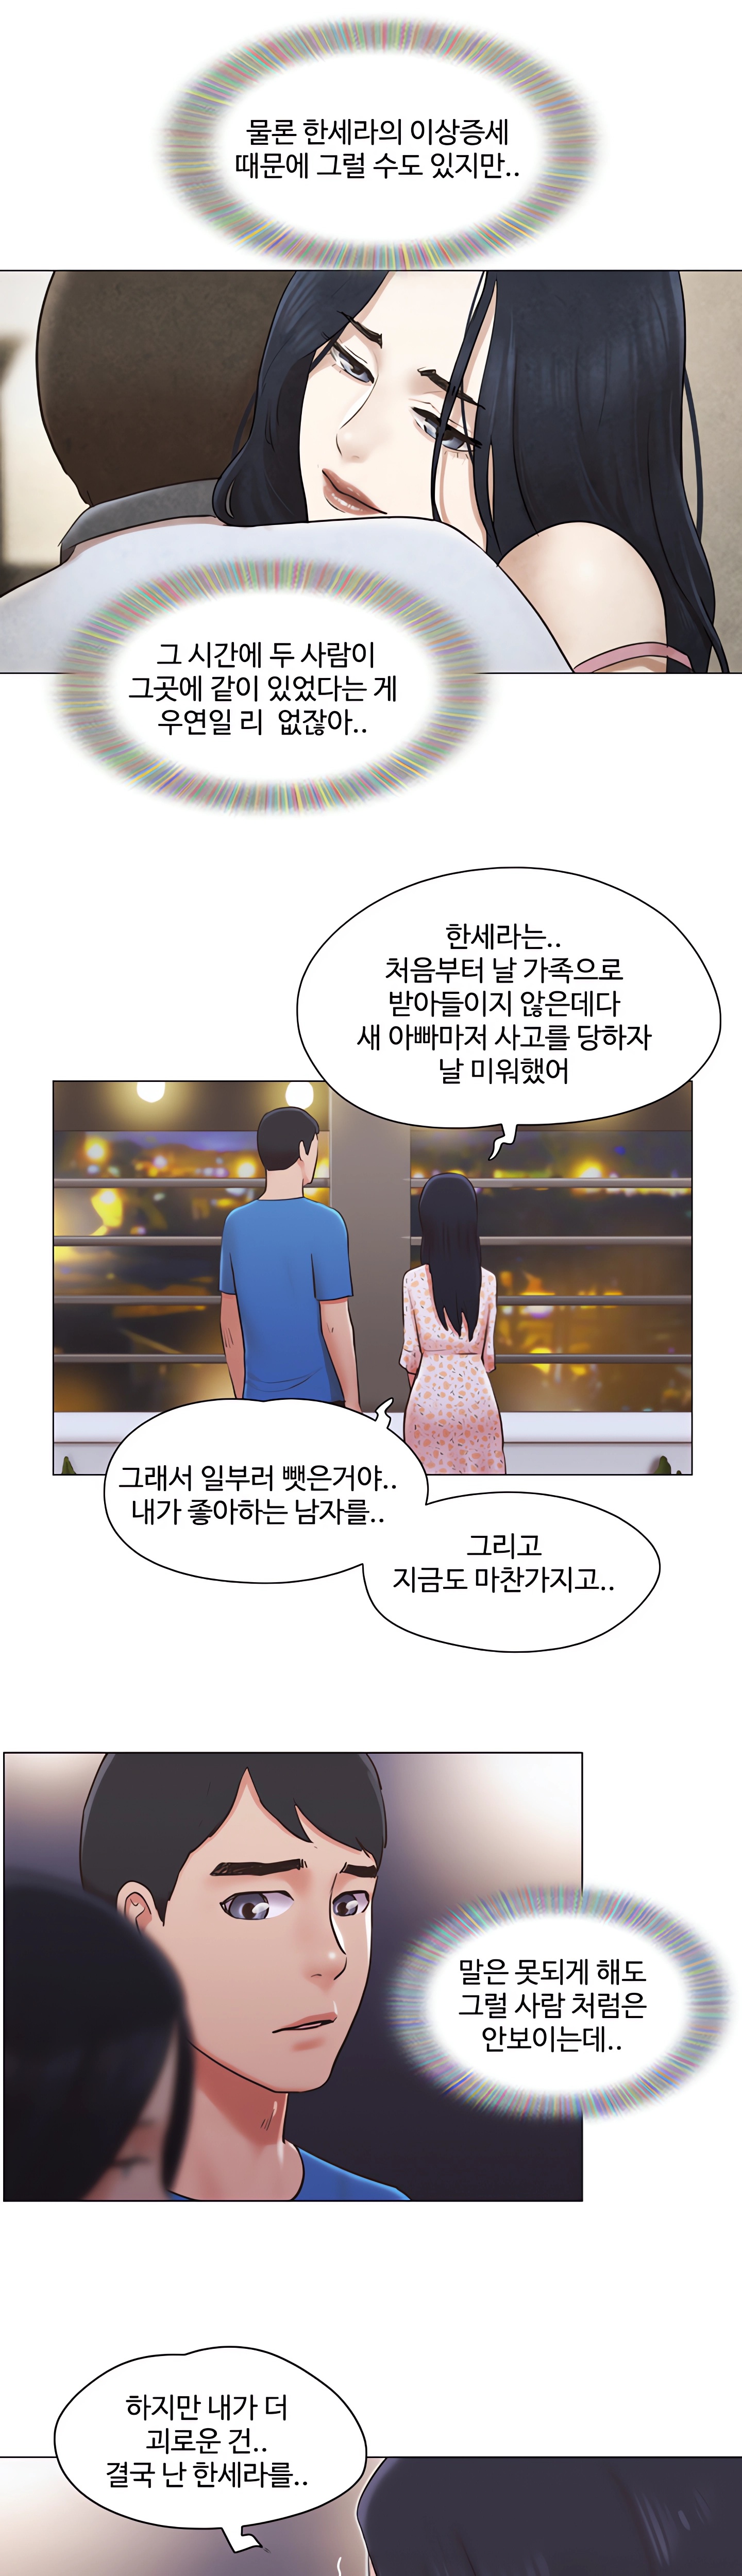 물론 한세라의 이상증세
때문에 그럴 수도 있지만..
그 시간에 두 사람이
그곳에 같이 있었다는 게
우연일 리 없잖아..
한세라는..
처음부터 날 가족으로
받아들이지 않은데다
새 아빠마저 사고를 당하자
날 미워했어
그래서 일부러 뺏은거야..
내가 좋아하는 남자를..
그리고
지금도 마찬가지고..
말은 못되게 해도
그럴 사람 처럼은
안보이는데..
하지만 내가 더
괴로운 건..
결국 난 한세라를..